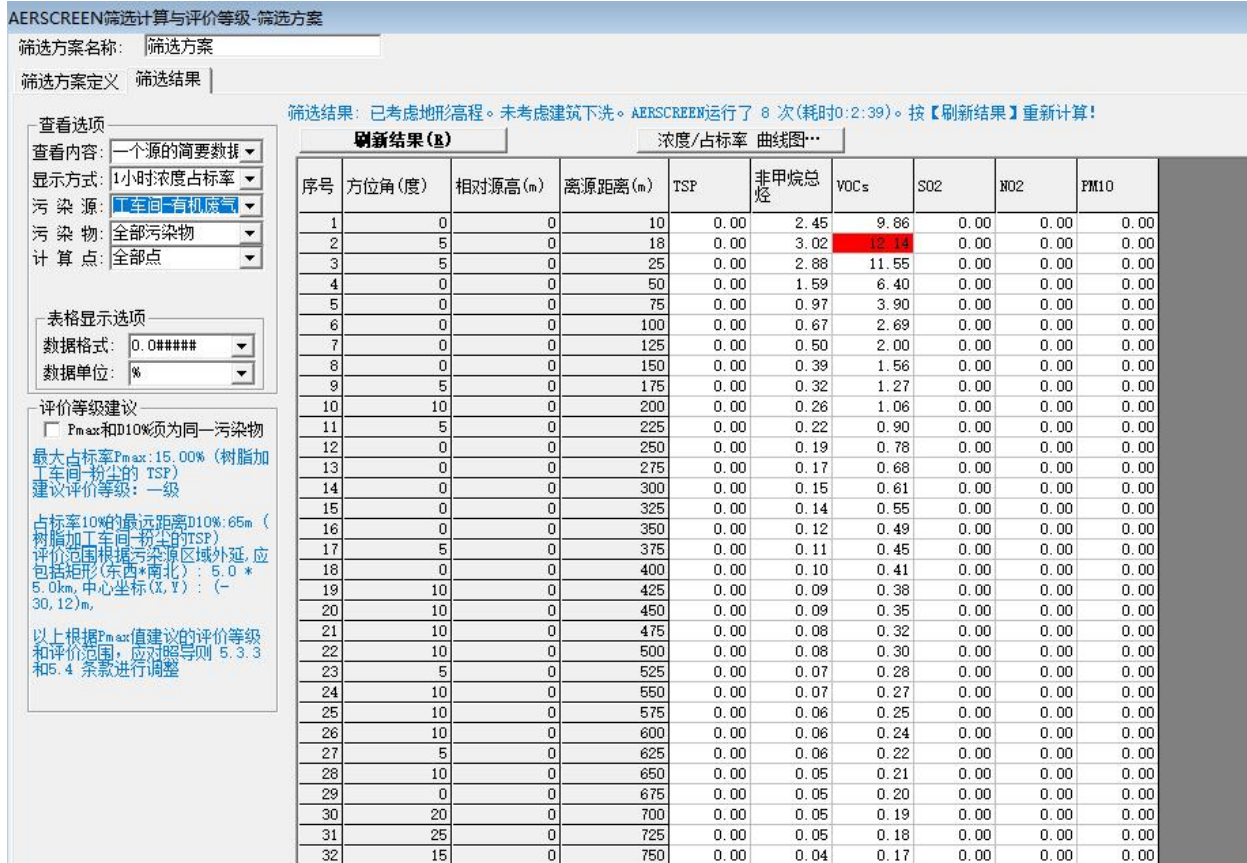 AERSCREEN筛选计算与评价等级-筛选方案
筛选方案名称: 筛选方案
筛选方案定义 筛选结果
筛选结果: 已考虑地形高程。未考虑建筑下洗。AERSCREEN运行了 8 次(耗时0:2:39)。按【刷新结果】重新计算!
刷新结果(R) 浓度/占标率 曲线图…
查看选项
查看内容: 一个源的简要数据
显示方式: 1小时浓度占标率
污 染 源: 工车间-有机废气
污 染 物: 全部污染物
计 算 点: 全部点
表格显示选项
数据格式: 0.0#####
数据单位: %
评价等级建议
Pmax和D10%须为同一污染物
最大占标率Pmax:15.00% (树脂加
工车间-粉尘的 TSP)
建议评价等级: 一级
占标率10%的最远距离D10%:65m (
树脂加工车间-粉尘的TSP)
评价范围根据污染源区域外延,应
包括矩形(东西*南北) : 5.0 *
5.0km,中心坐标(X,Y) : (-
30,12)m,
以上根据Pmax值建议的评价等级
和评价范围, 应对照导则 5.3.3
和5.4 条款进行调整
序号 方位角(度) 相对源高(m) 离源距离(m) TSP 非甲烷总烃 VOCs SO2 NO2 PM10
1 0 0 10 0.00 2.45 9.86 0.00 0.00 0.00
2 5 0 18 0.00 3.02 12.14 0.00 0.00 0.00
3 5 0 25 0.00 2.88 11.55 0.00 0.00 0.00
4 0 0 50 0.00 1.59 6.40 0.00 0.00 0.00
5 0 0 75 0.00 0.97 3.90 0.00 0.00 0.00
6 0 0 100 0.00 0.67 2.69 0.00 0.00 0.00
7 0 0 125 0.00 0.50 2.00 0.00 0.00 0.00
8 0 0 150 0.00 0.39 1.56 0.00 0.00 0.00
9 5 0 175 0.00 0.32 1.27 0.00 0.00 0.00
10 10 0 200 0.00 0.26 1.06 0.00 0.00 0.00
11 5 0 225 0.00 0.22 0.90 0.00 0.00 0.00
12 0 0 250 0.00 0.19 0.78 0.00 0.00 0.00
13 0 0 275 0.00 0.17 0.68 0.00 0.00 0.00
14 0 0 300 0.00 0.15 0.61 0.00 0.00 0.00
15 0 0 325 0.00 0.14 0.55 0.00 0.00 0.00
16 0 0 350 0.00 0.12 0.49 0.00 0.00 0.00
17 5 0 375 0.00 0.11 0.45 0.00 0.00 0.00
18 0 0 400 0.00 0.10 0.41 0.00 0.00 0.00
19 10 0 425 0.00 0.09 0.38 0.00 0.00 0.00
20 10 0 450 0.00 0.09 0.35 0.00 0.00 0.00
21 10 0 475 0.00 0.08 0.32 0.00 0.00 0.00
22 10 0 500 0.00 0.08 0.30 0.00 0.00 0.00
23 5 0 525 0.00 0.07 0.28 0.00 0.00 0.00
24 10 0 550 0.00 0.07 0.27 0.00 0.00 0.00
25 10 0 575 0.00 0.06 0.25 0.00 0.00 0.00
26 10 0 600 0.00 0.06 0.24 0.00 0.00 0.00
27 5 0 625 0.00 0.06 0.22 0.00 0.00 0.00
28 10 0 650 0.00 0.05 0.21 0.00 0.00 0.00
29 0 0 675 0.00 0.05 0.20 0.00 0.00 0.00
30 20 0 700 0.00 0.05 0.19 0.00 0.00 0.00
31 25 0 725 0.00 0.05 0.18 0.00 0.00 0.00
32 15 0 750 0.00 0.04 0.17 0.00 0.00 0.00